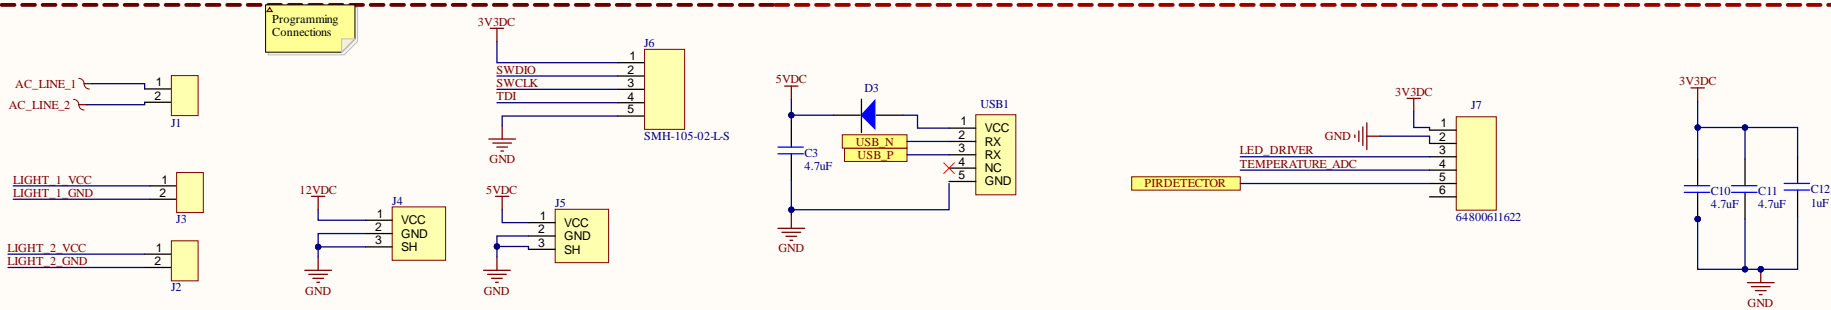 Programming
Connections
AC_LINE_1
AC_LINE_2
1
2
J1
LIGHT_1_VCC
LIGHT_1_GND
1
2
J3
LIGHT_2_VCC
LIGHT_2_GND
1
2
J2
12VDC
J4
1
2
3
VCC
GND
SH
GND
3V3DC
SWDIO
SWCLK
TDI
J6
1
2
3
4
5
SMH-105-02-L-S
GND
5VDC
J5
1
2
3
VCC
GND
SH
GND
5VDC
D3
C3
4.7uF
USB_N
USB_P
USB1
1
2
3
4
5
VCC
RX
RX
NC
GND
GND
3V3DC
GND
LED_DRIVER
TEMPERATURE_ADC
PIRDETECTOR
J7
1
2
3
4
5
6
64800611622
3V3DC
C10
4.7uF
C11
4.7uF
C12
1uF
GND